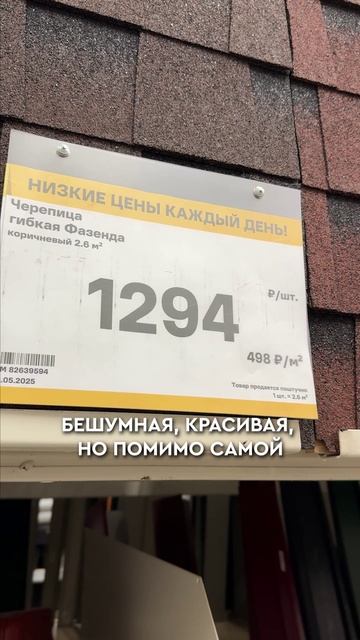 НИЗКИЕ ЦЕНЫ КАЖДЫЙ ДЕНЬ!
Черепица
гибкая Фазенда
коричневый 2.6 м²
1294 ₽/шт.
498 ₽/м²
М 82639594
.05.2025
Товар продается поштучно
1 шт. = 2.6 м²
БЕШУМНАЯ, КРАСИВАЯ,
НО ПОМИМО САМОЙ